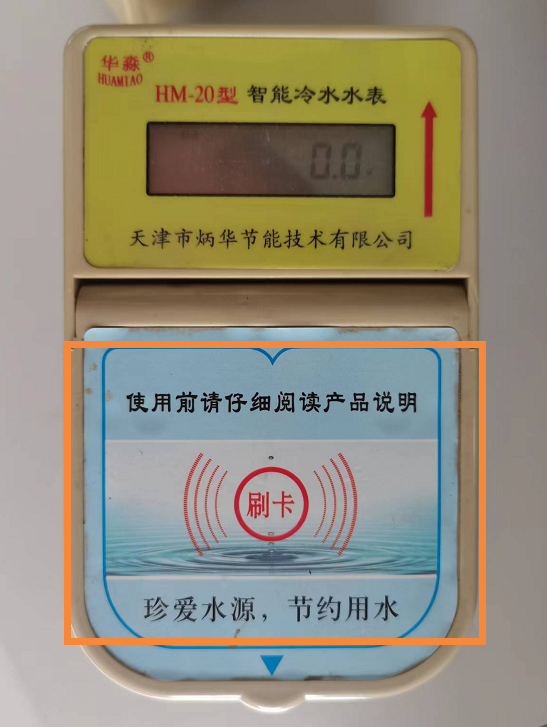 华淼®
HUAMIAO
HM-20型 智能冷水水表
0.0
天津市炳华节能技术有限公司
使用前请仔细阅读产品说明
刷卡
珍爱水源，节约用水